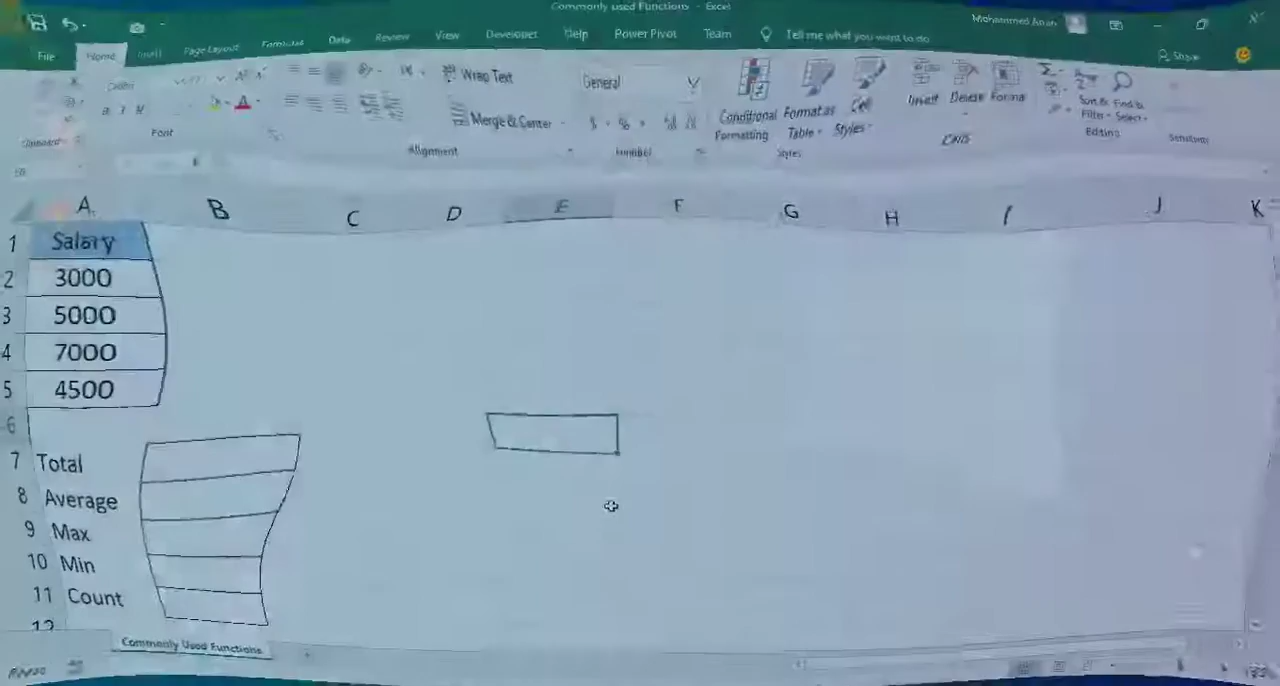 Commonly used Functions - Excel
File Home Insert Page Layout Formulas Data Review View Developer Help Power Pivot Team Tell me what you want to do Share
Wrap Text General
Merge & Center Conditional Formatting Format as Table Cell Styles Insert Delete Format Sort & Filter Find & Select
Clipboard Font Alignment Number Styles Cells Editing
A B C D E F G H I J K
1 Salary
2 3000
3 5000
4 7000
5 4500
6
7 Total
8 Average
9 Max
10 Min
11 Count
12
Commonly Used Functions